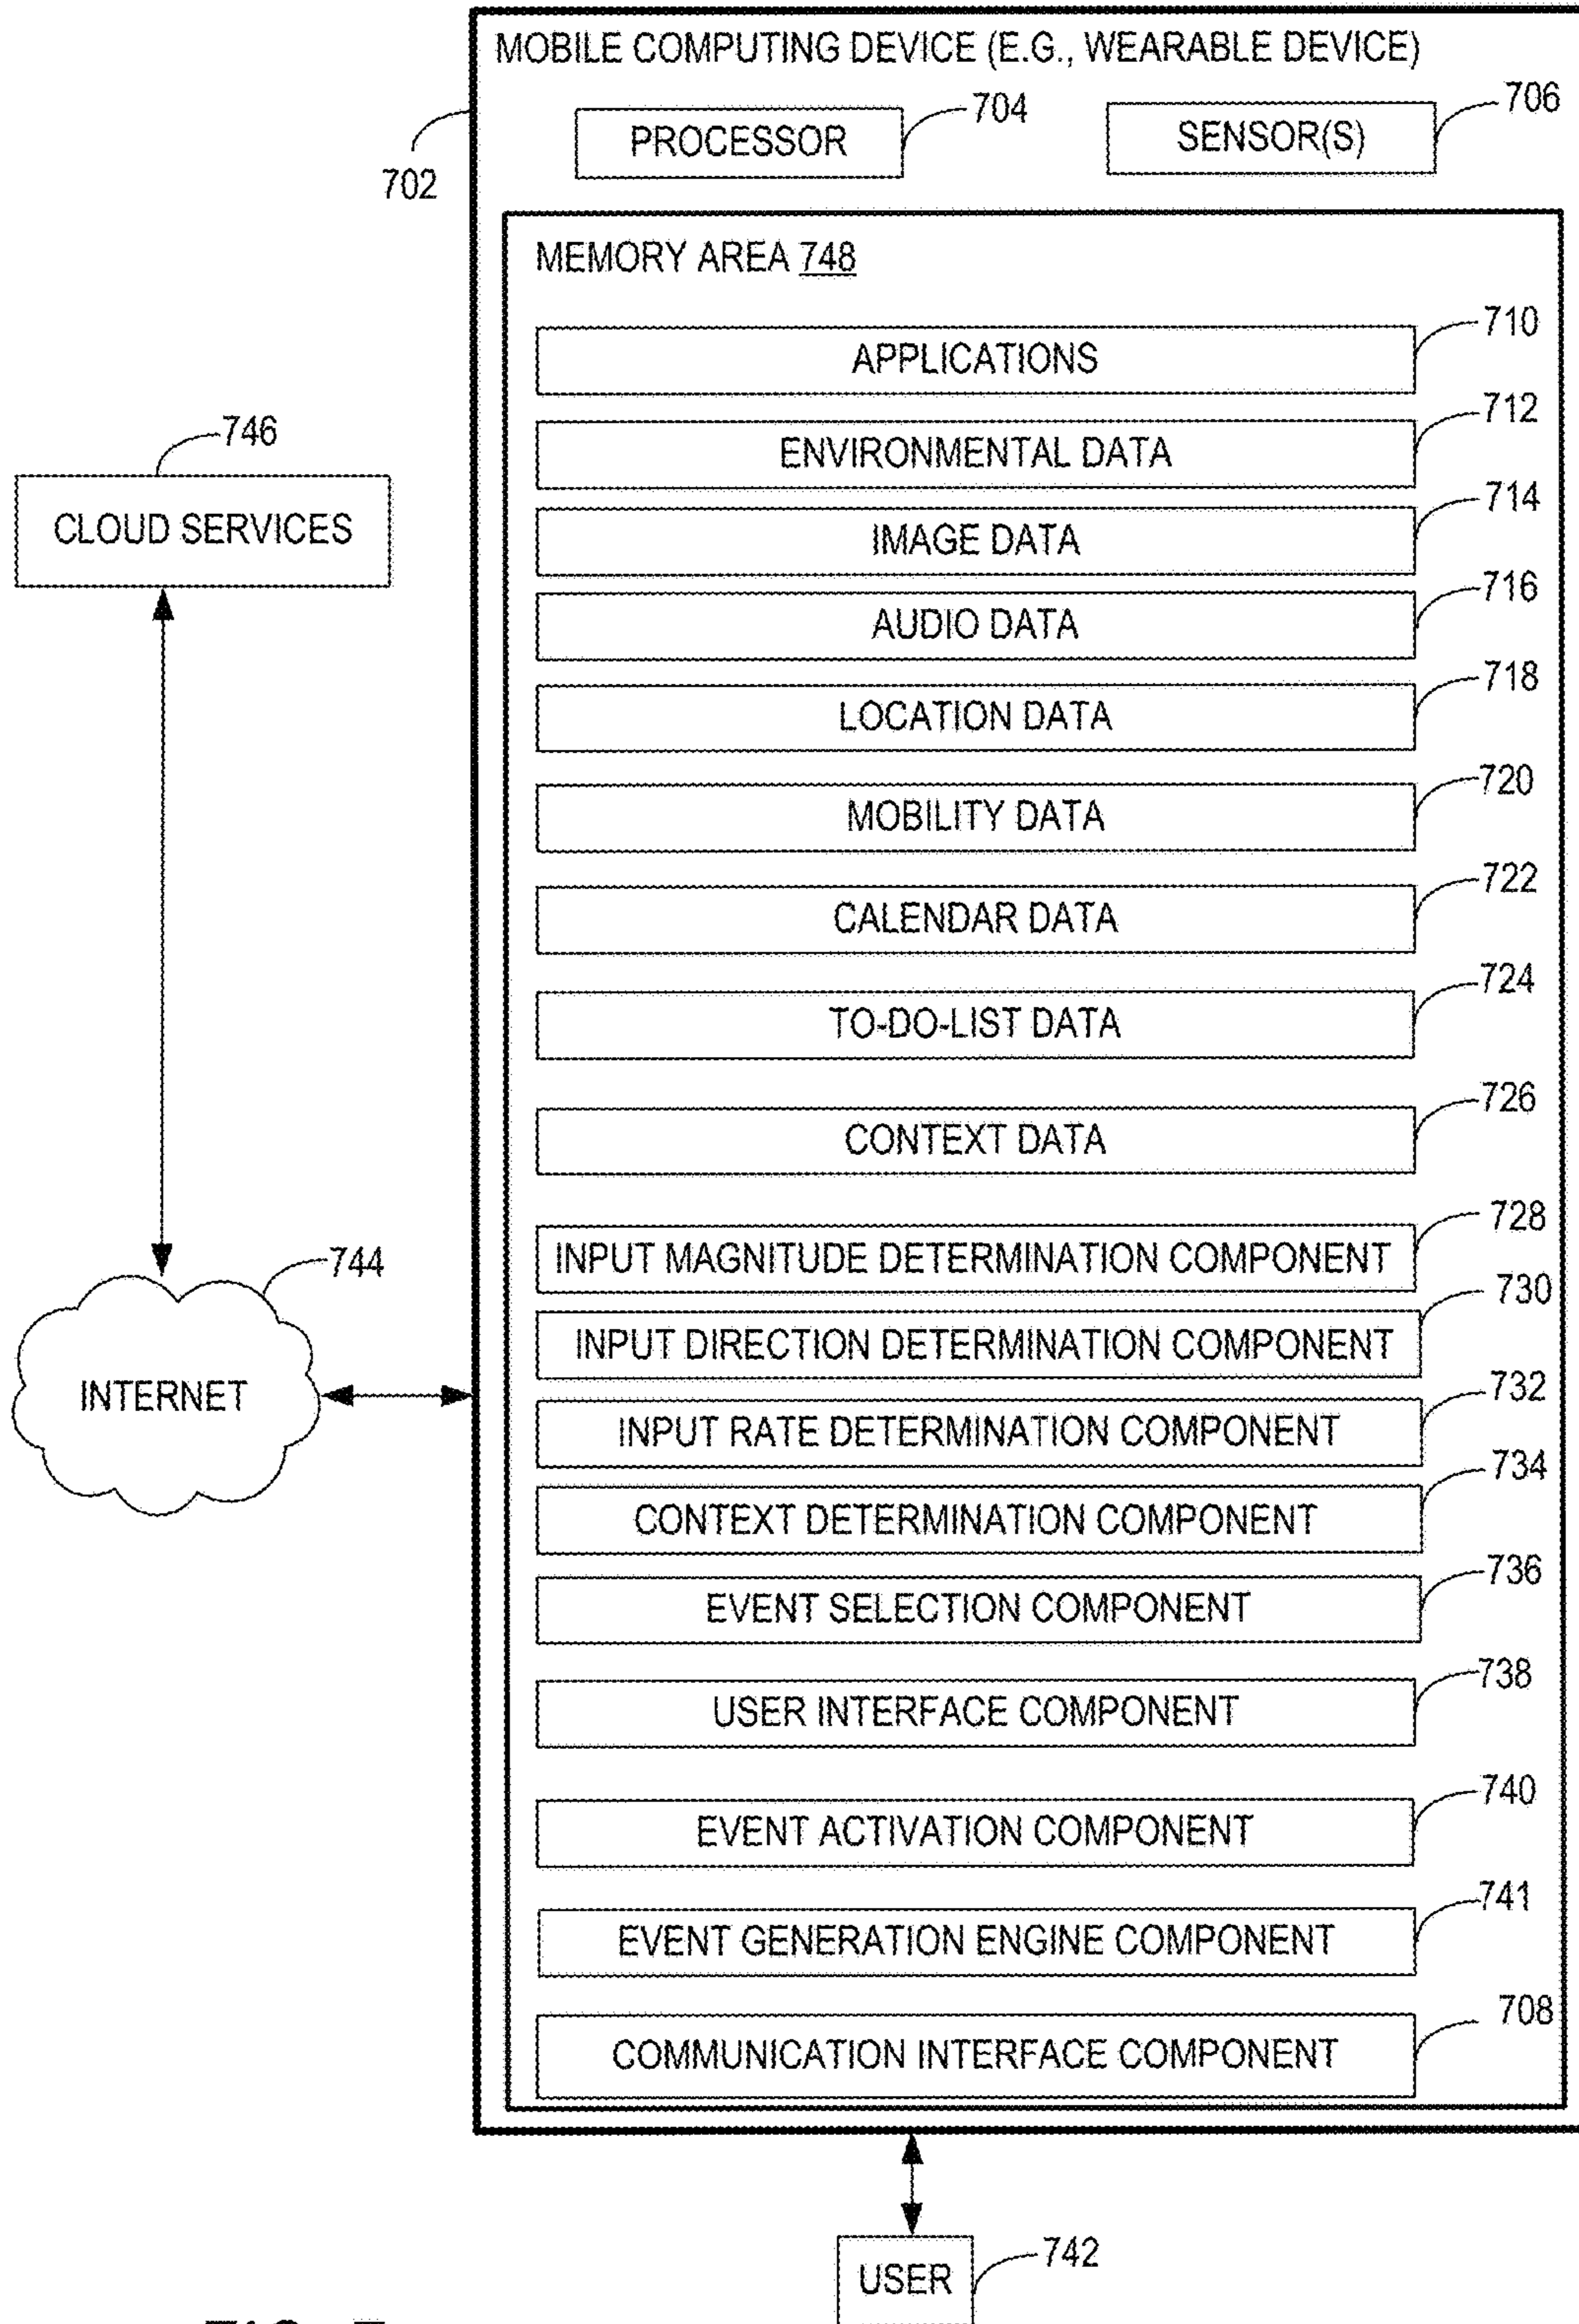 MOBILE COMPUTING DEVICE (E.G., WEARABLE DEVICE)
702
PROCESSOR
704
SENSOR(S)
706
MEMORY AREA 748
APPLICATIONS
710
ENVIRONMENTAL DATA
712
IMAGE DATA
714
AUDIO DATA
716
LOCATION DATA
718
MOBILITY DATA
720
CALENDAR DATA
722
TO-DO-LIST DATA
724
CONTEXT DATA
726
INPUT MAGNITUDE DETERMINATION COMPONENT
728
INPUT DIRECTION DETERMINATION COMPONENT
730
INPUT RATE DETERMINATION COMPONENT
732
CONTEXT DETERMINATION COMPONENT
734
EVENT SELECTION COMPONENT
736
USER INTERFACE COMPONENT
738
EVENT ACTIVATION COMPONENT
740
EVENT GENERATION ENGINE COMPONENT
741
COMMUNICATION INTERFACE COMPONENT
708
CLOUD SERVICES
746
INTERNET
744
USER
742